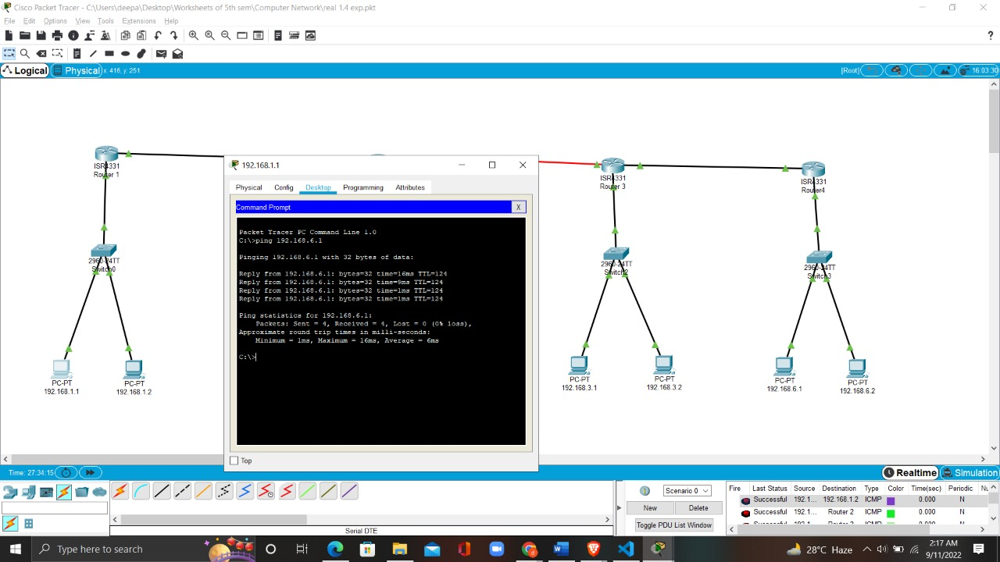 Cisco Packet Tracer - C:\Users\deepa\Desktop\Worksheets of 5th sem\Computer Network\real 1.4 exp.pkt
File Edit Options View Tools Extensions Help
?
Logical Physical x: 416, y: 251 [Root] 16:03:30
ISR4331
Router 1
ISR4331
Router 3
ISR4331
Router4
2960-24TT
Switch0
2960-24TT
Switch2
2960-24TT
Switch3
PC-PT
192.168.1.1
PC-PT
192.168.1.2
PC-PT
192.168.3.1
PC-PT
192.168.3.2
PC-PT
192.168.6.1
PC-PT
192.168.6.2
192.168.1.1
Physical Config Desktop Programming Attributes
Command Prompt X
Packet Tracer PC Command Line 1.0
C:\>ping 192.168.6.1
Pinging 192.168.6.1 with 32 bytes of data:
Reply from 192.168.6.1: bytes=32 time=16ms TTL=124
Reply from 192.168.6.1: bytes=32 time=9ms TTL=124
Reply from 192.168.6.1: bytes=32 time=1ms TTL=124
Reply from 192.168.6.1: bytes=32 time=1ms TTL=124
Ping statistics for 192.168.6.1:
Packets: Sent = 4, Received = 4, Lost = 0 (0% loss),
Approximate round trip times in milli-seconds:
Minimum = 1ms, Maximum = 16ms, Average = 6ms
C:\>
Top
Time: 27:34:15 Realtime Simulation
Scenario 0
New Delete
Toggle PDU List Window
Fire Last Status Source Destination Type Color Time(sec) Periodic
Successful 192.1... 192.168.1.2 ICMP 0.000 N
Successful 192.1... Router 2 ICMP 0.000 N
Serial DTE
Type here to search
28°C Haze
2:17 AM
9/11/2022